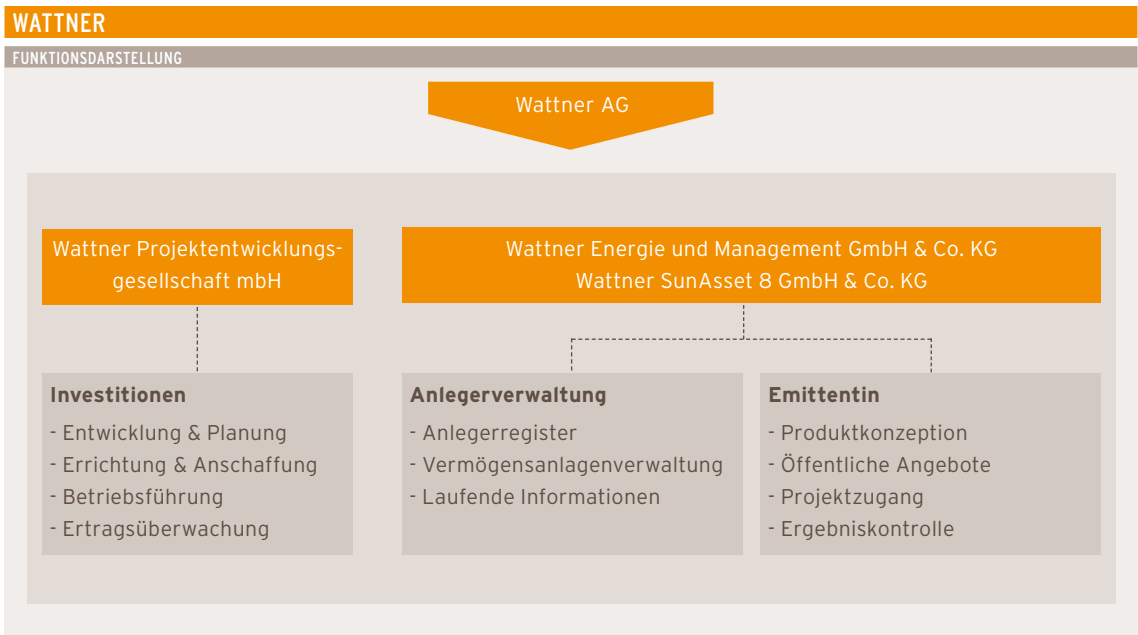 WATTNER
FUNKTIONSDARSTELLUNG
Wattner AG
Wattner Projektentwicklungs-
gesellschaft mbH
Wattner Energie und Management GmbH & Co. KG
Wattner SunAsset 8 GmbH & Co. KG
Investitionen
- Entwicklung & Planung
- Errichtung & Anschaffung
- Betriebsführung
- Ertragsüberwachung
Anlegerverwaltung
- Anlegerregister
- Vermögensanlagenverwaltung
- Laufende Informationen
Emittentin
- Produktkonzeption
- Öffentliche Angebote
- Projektzugang
- Ergebniskontrolle